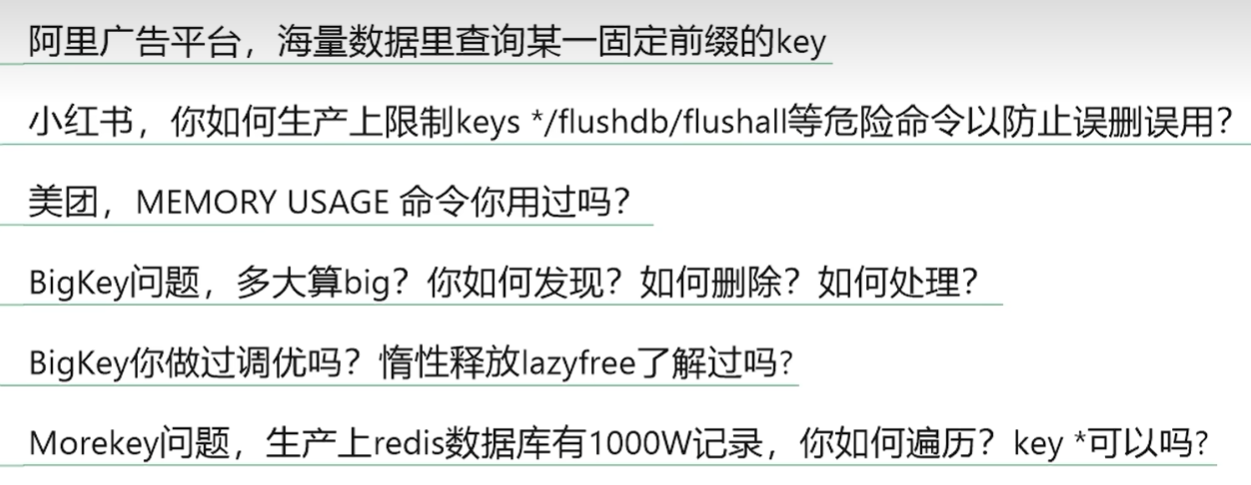 阿里广告平台，海量数据里查询某一固定前缀的key
小红书，你如何生产上限制keys */flushdb/flushall等危险命令以防止误删误用？
美团，MEMORY USAGE 命令你用过吗？
BigKey问题，多大算big？你如何发现？如何删除？如何处理？
BigKey你做过调优吗？惰性释放lazyfree了解过吗?
Morekey问题，生产上redis数据库有1000W记录，你如何遍历？key *可以吗?